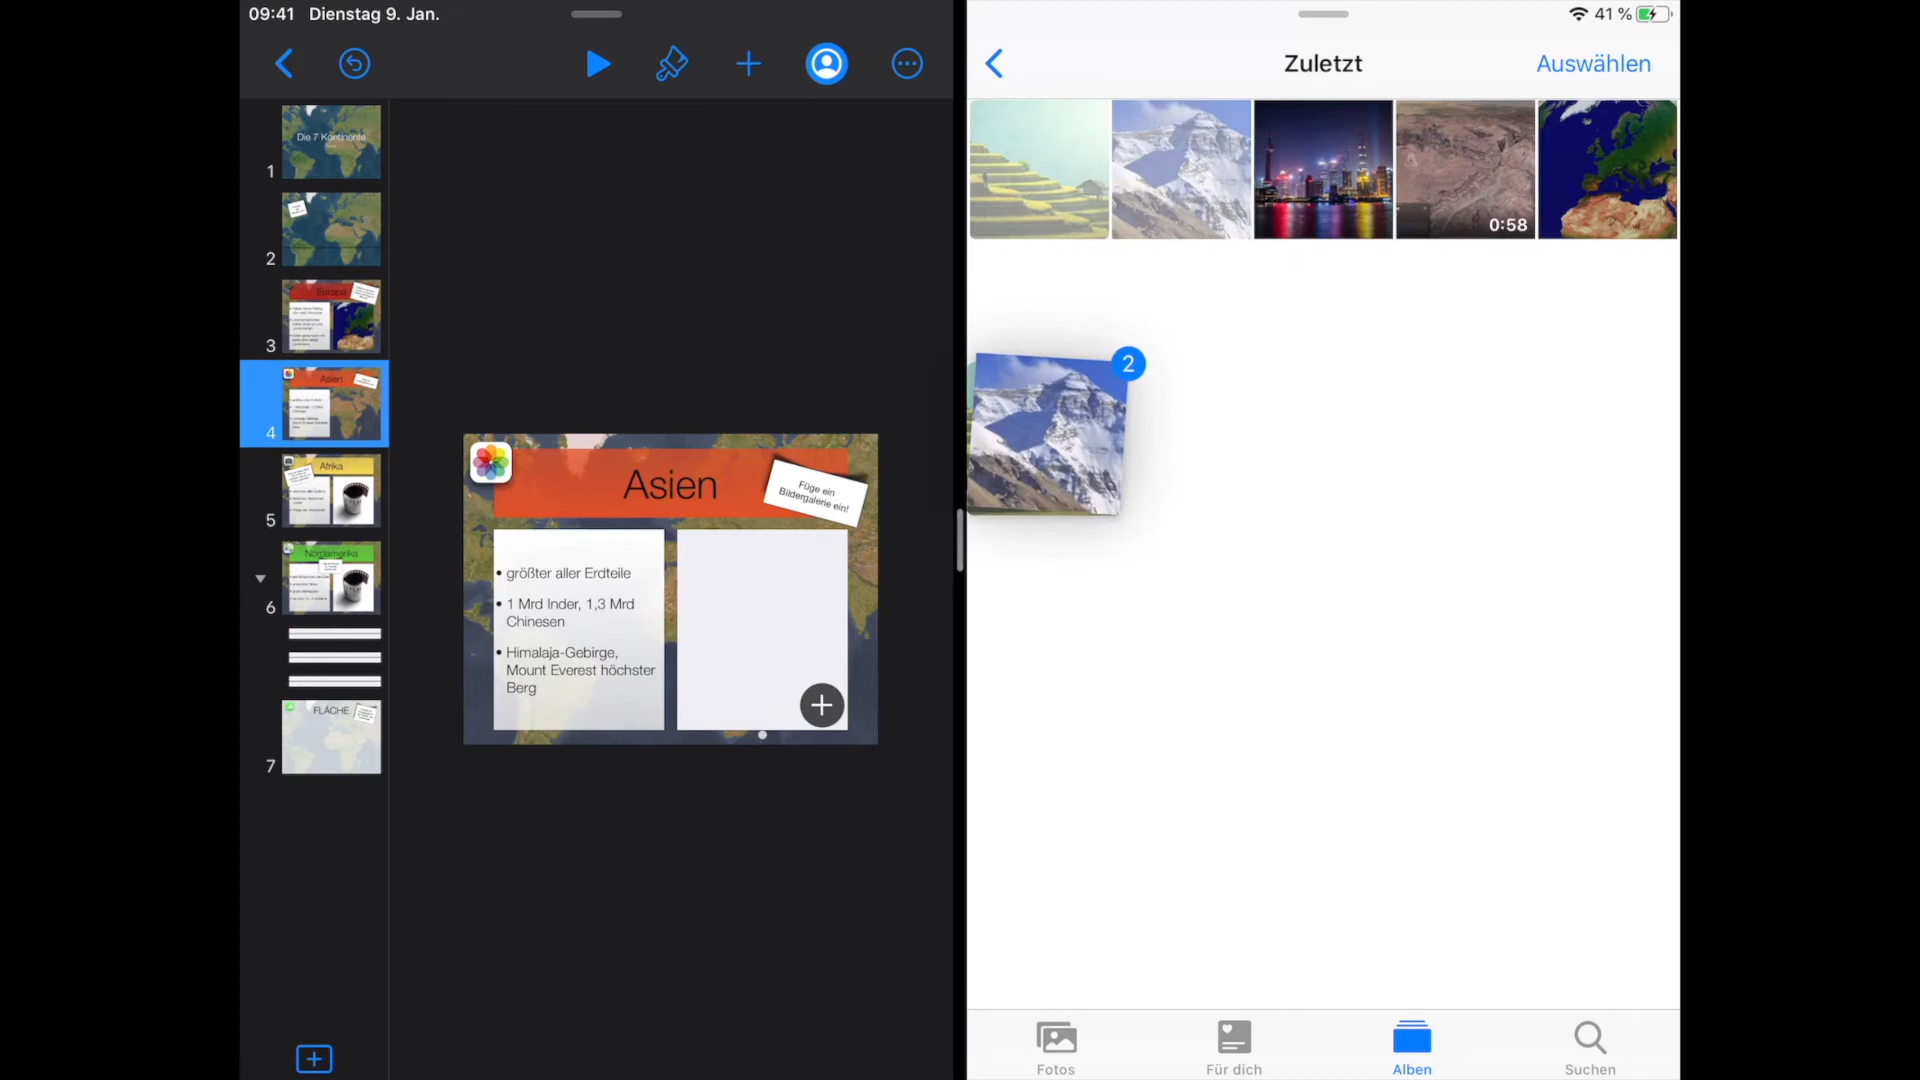 09:41 Dienstag 9. Jan.
41 %
Zuletzt
Auswählen
0:58
2
Die 7 Kontinente
1
2
Europa
3
Asien
4
Afrika
5
Nordamerika
6
FLÄCHE
7
Asien
Füge ein
Bildergalerie ein!
• größter aller Erdteile
• 1 Mrd Inder, 1,3 Mrd
Chinesen
• Himalaja-Gebirge,
Mount Everest höchster
Berg
Fotos
Für dich
Alben
Suchen